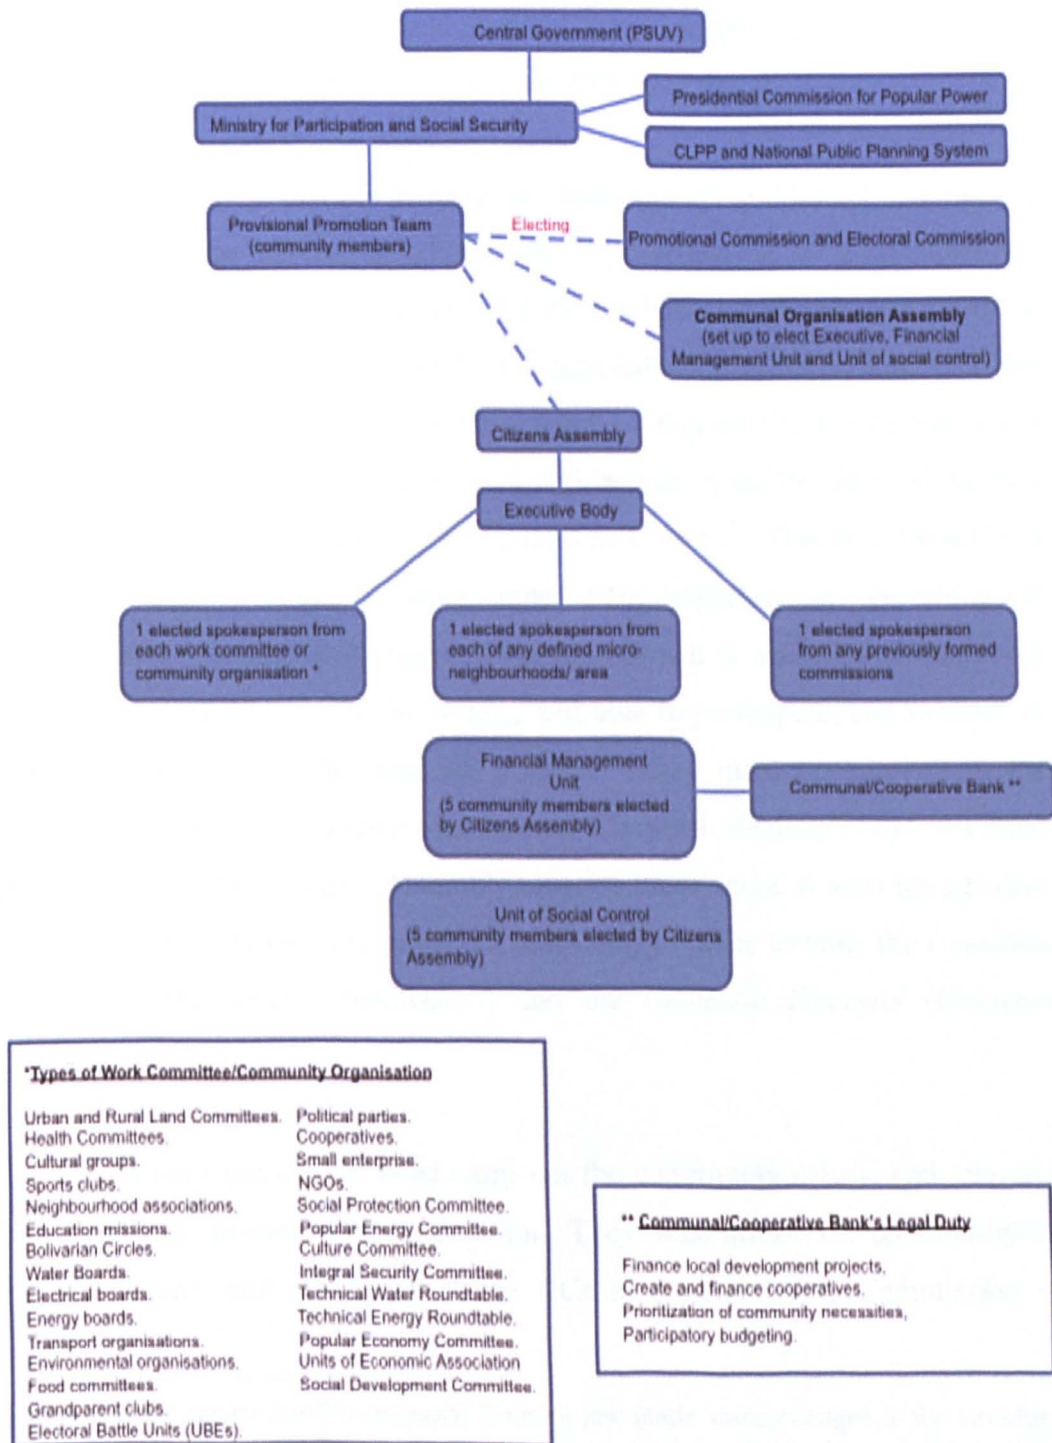 Central Government (PSUV)
Presidential Commission for Popular Power
Ministry for Participation and Social Security
CLPP and National Public Planning System
Provisional Promotion Team
(community members)
Electing
Promotional Commission and Electoral Commission
Communal Organisation Assembly
(set up to elect Executive, Financial
Management Unit and Unit of social control)
Citizens Assembly
Executive Body
1 elected spokesperson from
each work committee or
community organisation *
1 elected spokesperson from
each of any defined micro-
neighbourhoods/ area
1 elected spokesperson
from any previously formed
commissions
Financial Management
Unit
(5 community members elected
by Citizens Assembly)
Communal/Cooperative Bank **
Unit of Social Control
(5 community members elected by Citizens
Assembly)
*Types of Work Committee/Community Organisation
Urban and Rural Land Committees.
Health Committees.
Cultural groups.
Sports clubs.
Neighbourhood associations.
Education missions.
Bolivarian Circles.
Water Boards.
Electrical boards.
Energy boards.
Transport organisations.
Environmental organisations.
Food committees.
Grandparent clubs.
Electoral Battle Units (UBEs).
Political parties.
Cooperatives.
Small enterprise.
NGOs.
Social Protection Committee.
Popular Energy Committee.
Culture Committee.
Integral Security Committee.
Technical Water Roundtable.
Technical Energy Roundtable.
Popular Economy Committee.
Units of Economic Association
Social Development Committee.
** Communal/Cooperative Bank's Legal Duty
Finance local development projects.
Create and finance cooperatives.
Prioritization of community necessities,
Participatory budgeting.